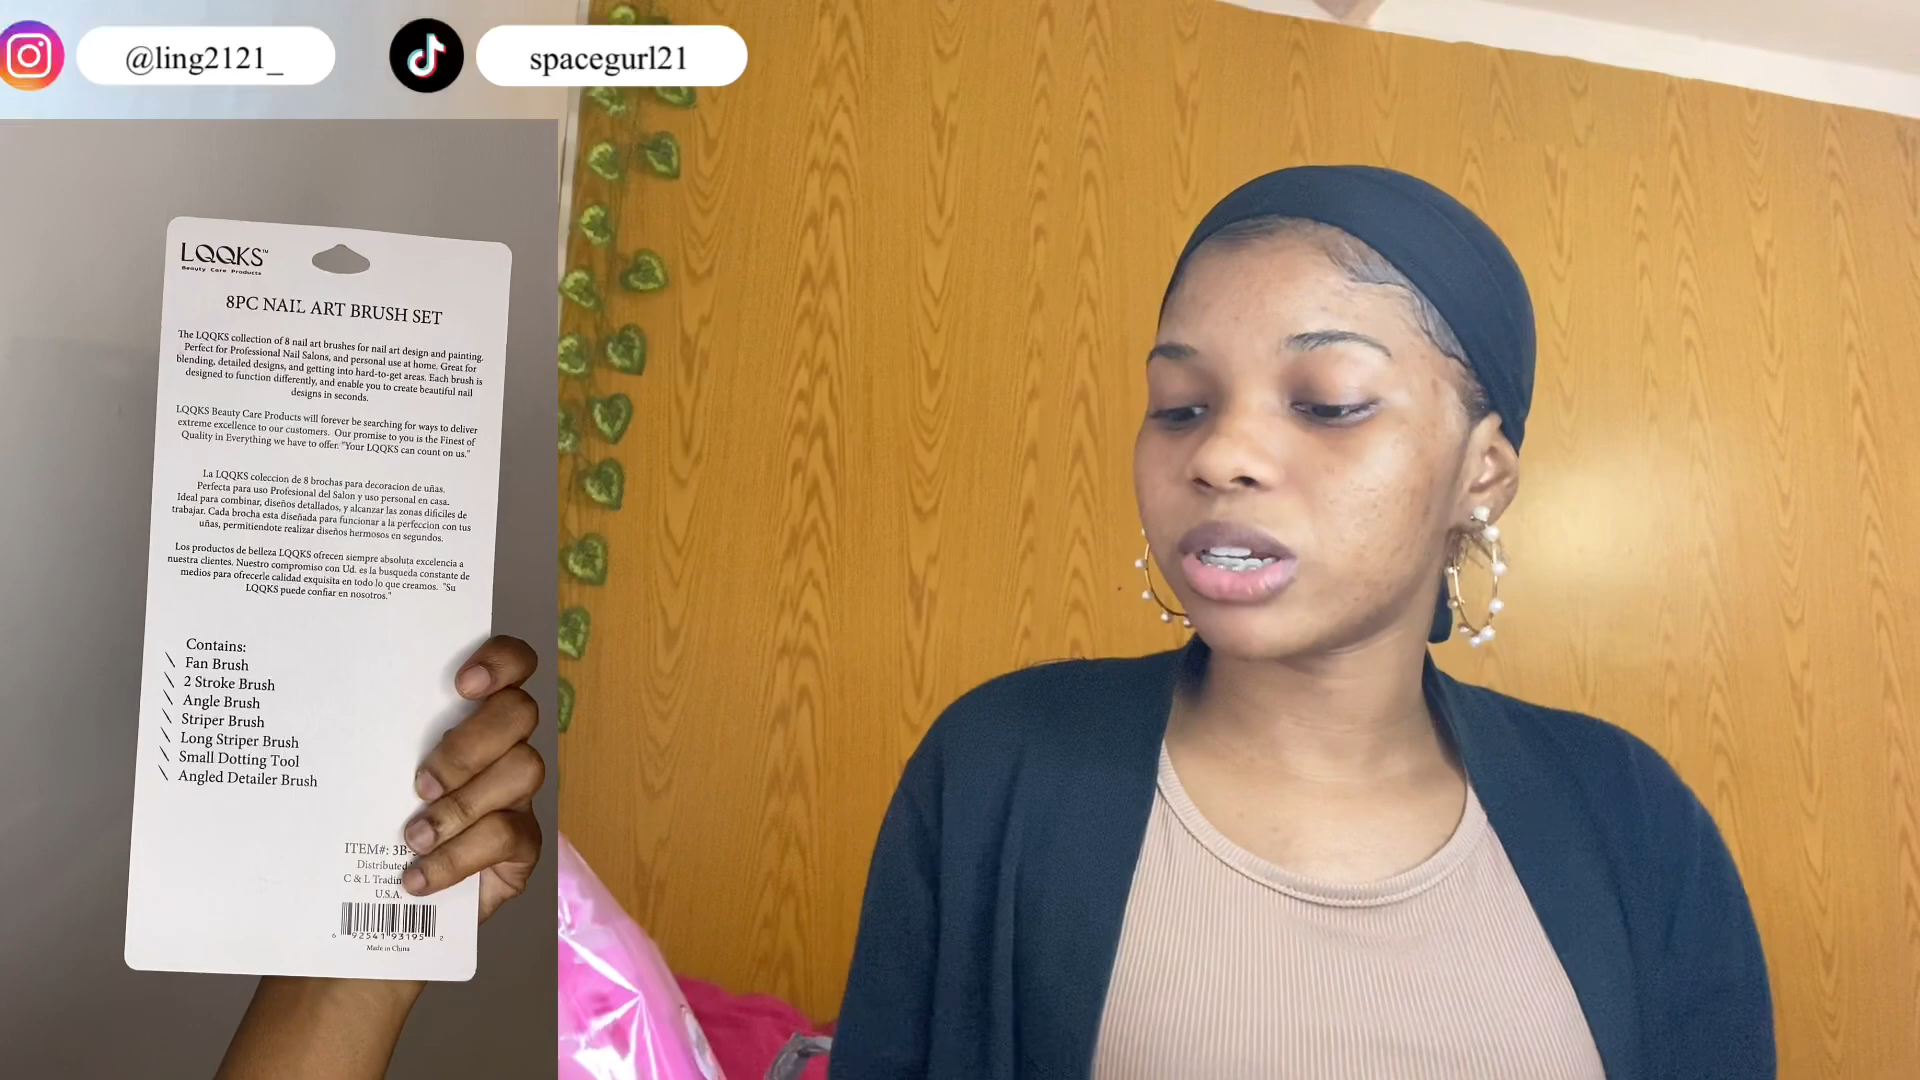 @ling2121_
spacegurl21
LQQKS™
Beauty Care Products
8PC NAIL ART BRUSH SET
The LQQKS collection of 8 nail art brushes for nail art design and painting.
Perfect for Professional Nail Salons, and personal use at home. Great for
blending, detailed designs, and getting into hard-to-get areas. Each brush is
designed to function differently, and enable you to create beautiful nail
designs in seconds.
LQQKS Beauty Care Products will forever be searching for ways to deliver
extreme excellence to our customers. Our promise to you is the Finest of
Quality in Everything we have to offer. "Your LQQKS can count on us."
La LQQKS coleccion de 8 brochas para decoracion de uñas.
Perfecta para uso Profesional del Salon y uso personal en casa.
Ideal para combinar, diseños detallados, y alcanzar las zonas dificiles de
trabajar. Cada brocha esta diseñada para funcionar a la perfeccion con tus
uñas, permitiendote realizar diseños hermosos en segundos.
Los productos de belleza LQQKS ofrecen siempre absoluta excelencia a
nuestra clientes. Nuestro compromiso con Ud. es la busqueda constante de
medios para ofrecerle calidad exquisita en todo lo que creamos. "Su
LQQKS puede confiar en nosotros."
Contains:
\ Fan Brush
\ 2 Stroke Brush
\ Angle Brush
\ Striper Brush
\ Long Striper Brush
\ Small Dotting Tool
\ Angled Detailer Brush
ITEM#: 3B-
Distributed
C & L Tradin
U.S.A.
6 92541 93195 2
Made in China